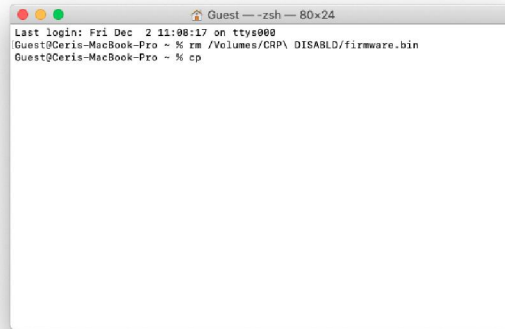 Guest — -zsh — 80×24
Last login: Fri Dec  2 11:08:17 on ttys000
[Guest@Ceris-MacBook-Pro ~ % rm /Volumes/CRP\ DISABLD/firmware.bin
Guest@Ceris-MacBook-Pro ~ % cp